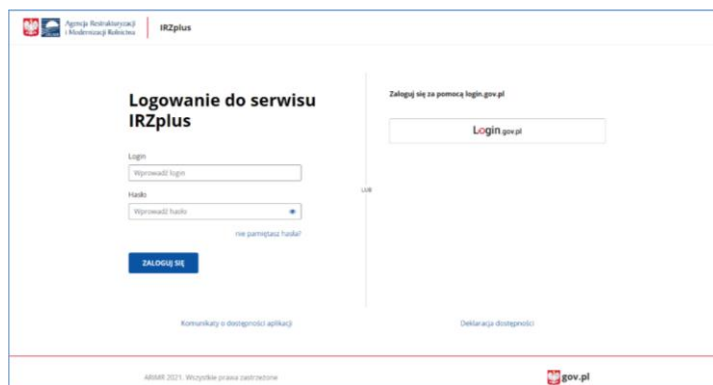 Agencja Restrukturyzacji
i Modernizacji Rolnictwa
IRZplus
Logowanie do serwisu
IRZplus
Login
Wprowadź login
Hasło
Wprowadź hasło
nie pamiętasz hasła?
ZALOGUJ SIĘ
LUB
Zaloguj się za pomocą login.gov.pl
Login.gov.pl
Komunikaty o dostępności aplikacji
Deklaracja dostępności
ARiMR 2021. Wszystkie prawa zastrzeżone
gov.pl